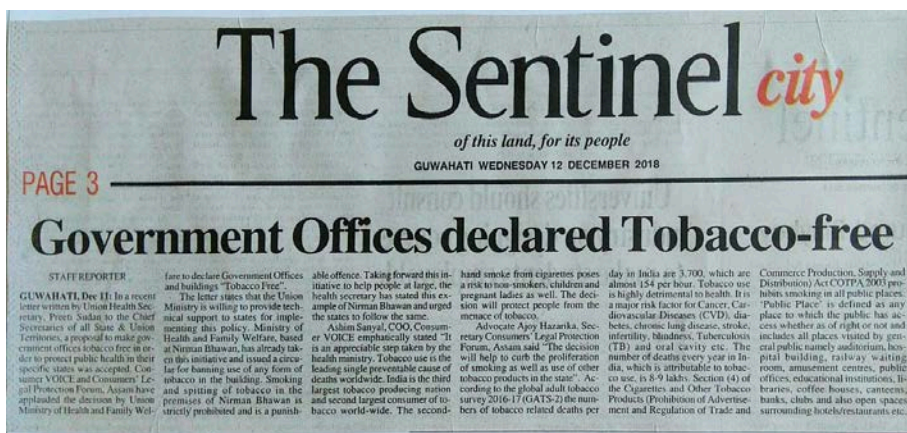 The Sentinel city
of this land, for its people
GUWAHATI WEDNESDAY 12 DECEMBER 2018
PAGE 3
Government Offices declared Tobacco-free
STAFF REPORTER
GUWAHATI, Dec 11: In a recent
letter written by Union Health Sec-
retary, Preeti Sudan to the Chief
Secretaries of all State & Union
Territories, a proposal to make gov-
ernment offices tobacco free in or-
der to protect public health in their
specific states was accepted. Con-
sumer VOICE and Consumers' Le-
gal Protection Forum, Assam have
applauded the decision by Union
Ministry of Health and Family Wel-
fare to declare Government Offices
and buildings "Tobacco Free".
The letter states that the Union
Ministry is willing to provide tech-
nical support to states for imple-
menting this policy. Ministry of
Health and Family Welfare, based
at Nirman Bhawan, has already tak-
en this initiative and issued a circu-
lar for banning use of any form of
tobacco in the building. Smoking
and spitting of tobacco in the
premises of Nirman Bhawan is
strictly prohibited and is a punish-
able offence. Taking forward this in-
itiative to help people at large, the
health secretary has stated this ex-
ample of Nirman Bhawan and urged
the states to follow the same.
Ashim Sanyal, COO, Consum-
er VOICE emphatically stated "It
is an appreciable step taken by the
health ministry. Tobacco use is the
leading single preventable cause of
deaths worldwide. India is the third
largest tobacco producing nation
and second largest consumer of to-
bacco world-wide. The second-
hand smoke from cigarettes poses
a risk to non-smokers, children and
pregnant ladies as well. The deci-
sion will protect people from the
menace of tobacco.
Advocate Ajoy Hazarika, Sec-
retary Consumers' Legal Protection
Forum, Assam said "The decision
will help to curb the proliferation
of smoking as well as use of other
tobacco products in the state". Ac-
cording to the global adult tobacco
survey 2016-17 (GATS-2) the num-
bers of tobacco related deaths per
day in India are 3,700, which are
almost 154 per hour. Tobacco use
is highly detrimental to health. It is
a major risk factor for Cancer, Car-
diovascular Diseases (CVD), dia-
betes, chronic lung disease, stroke,
infertility, blindness, Tuberculosis
(TB) and oral cavity etc. The
number of deaths every year in In-
dia, which is attributable to tobac-
co use, is 8-9 lakhs. Section (4) of
the Cigarettes and Other Tobacco
Products (Prohibition of Advertise-
ment and Regulation of Trade and
Commerce Production, Supply and
Distribution) Act COTPA 2003 pro-
hibits smoking in all public places.
'Public Place' is defined as any
place to which the public has ac-
cess whether as of right or not and
includes all places visited by gen-
eral public namely auditorium, hos-
pital building, railway waiting
room, amusement centres, public
offices, educational institutions, li-
braries, coffee houses, canteens,
banks, clubs and also open spaces
surrounding hotels/restaurants etc.